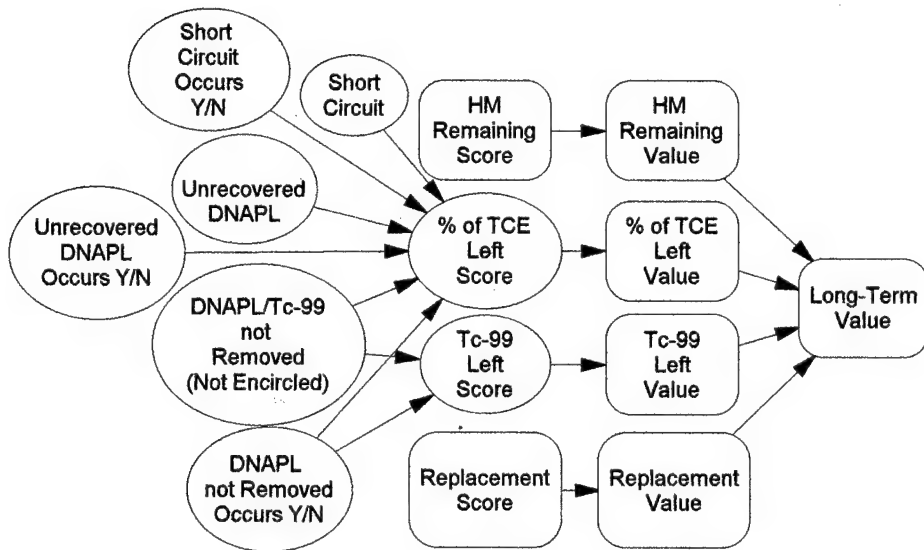 Short
Circuit
Occurs
Y/N
Short
Circuit
HM
Remaining
Score
HM
Remaining
Value
Unrecovered
DNAPL
Unrecovered
DNAPL
Occurs Y/N
% of TCE
Left
Score
% of TCE
Left
Value
Long-Term
Value
DNAPL/Tc-99
not
Removed
(Not Encircled)
Tc-99
Left
Score
Tc-99
Left
Value
DNAPL
not Removed
Occurs Y/N
Replacement
Score
Replacement
Value